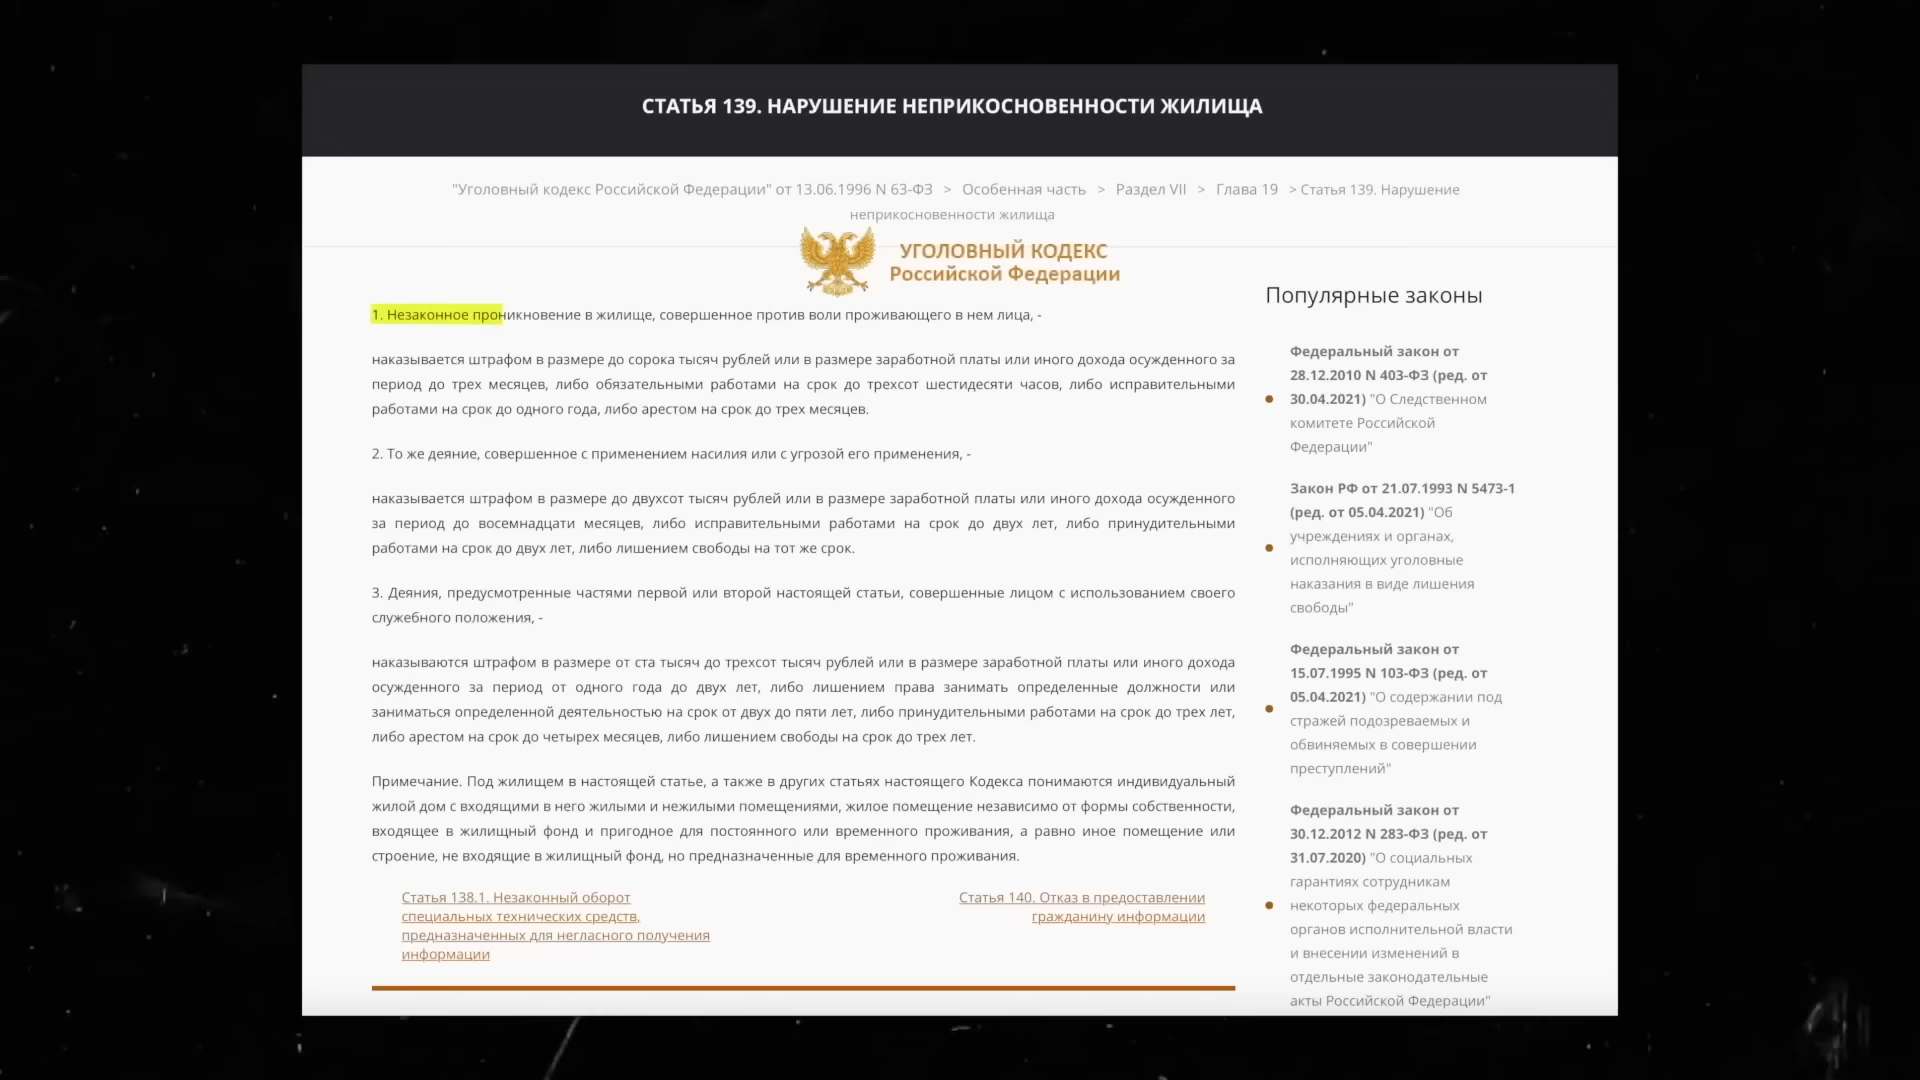 СТАТЬЯ 139. НАРУШЕНИЕ НЕПРИКОСНОВЕННОСТИ ЖИЛИЩА
"Уголовный кодекс Российской Федерации" от 13.06.1996 N 63-ФЗ > Особенная часть > Раздел VII > Глава 19 > Статья 139. Нарушение
неприкосновенности жилища
УГОЛОВНЫЙ КОДЕКС
Российской Федерации
1. Незаконное проникновение в жилище, совершенное против воли проживающего в нем лица, -
наказывается штрафом в размере до сорока тысяч рублей или в размере заработной платы или иного дохода осужденного за
период до трех месяцев, либо обязательными работами на срок до трехсот шестидесяти часов, либо исправительными
работами на срок до одного года, либо арестом на срок до трех месяцев.
2. То же деяние, совершенное с применением насилия или с угрозой его применения, -
наказывается штрафом в размере до двухсот тысяч рублей или в размере заработной платы или иного дохода осужденного
за период до восемнадцати месяцев, либо исправительными работами на срок до двух лет, либо принудительными
работами на срок до двух лет, либо лишением свободы на тот же срок.
3. Деяния, предусмотренные частями первой или второй настоящей статьи, совершенные лицом с использованием своего
служебного положения, -
наказываются штрафом в размере от ста тысяч до трехсот тысяч рублей или в размере заработной платы или иного дохода
осужденного за период от одного года до двух лет, либо лишением права занимать определенные должности или
заниматься определенной деятельностью на срок от двух до пяти лет, либо принудительными работами на срок до трех лет,
либо арестом на срок до четырех месяцев, либо лишением свободы на срок до трех лет.
Примечание. Под жилищем в настоящей статье, а также в других статьях настоящего Кодекса понимаются индивидуальный
жилой дом с входящими в него жилыми и нежилыми помещениями, жилое помещение независимо от формы собственности,
входящее в жилищный фонд и пригодное для постоянного или временного проживания, а равно иное помещение или
строение, не входящие в жилищный фонд, но предназначенные для временного проживания.
Статья 138.1. Незаконный оборот
специальных технических средств,
предназначенных для негласного получения
информации
Статья 140. Отказ в предоставлении
гражданину информации
Популярные законы
Федеральный закон от
28.12.2010 N 403-ФЗ (ред. от
30.04.2021) "О Следственном
комитете Российской
Федерации"
Закон РФ от 21.07.1993 N 5473-1
(ред. от 05.04.2021) "Об
учреждениях и органах,
исполняющих уголовные
наказания в виде лишения
свободы"
Федеральный закон от
15.07.1995 N 103-ФЗ (ред. от
05.04.2021) "О содержании под
стражей подозреваемых и
обвиняемых в совершении
преступлений"
Федеральный закон от
30.12.2012 N 283-ФЗ (ред. от
31.07.2020) "О социальных
гарантиях сотрудникам
некоторых федеральных
органов исполнительной власти
и внесении изменений в
отдельные законодательные
акты Российской Федерации"